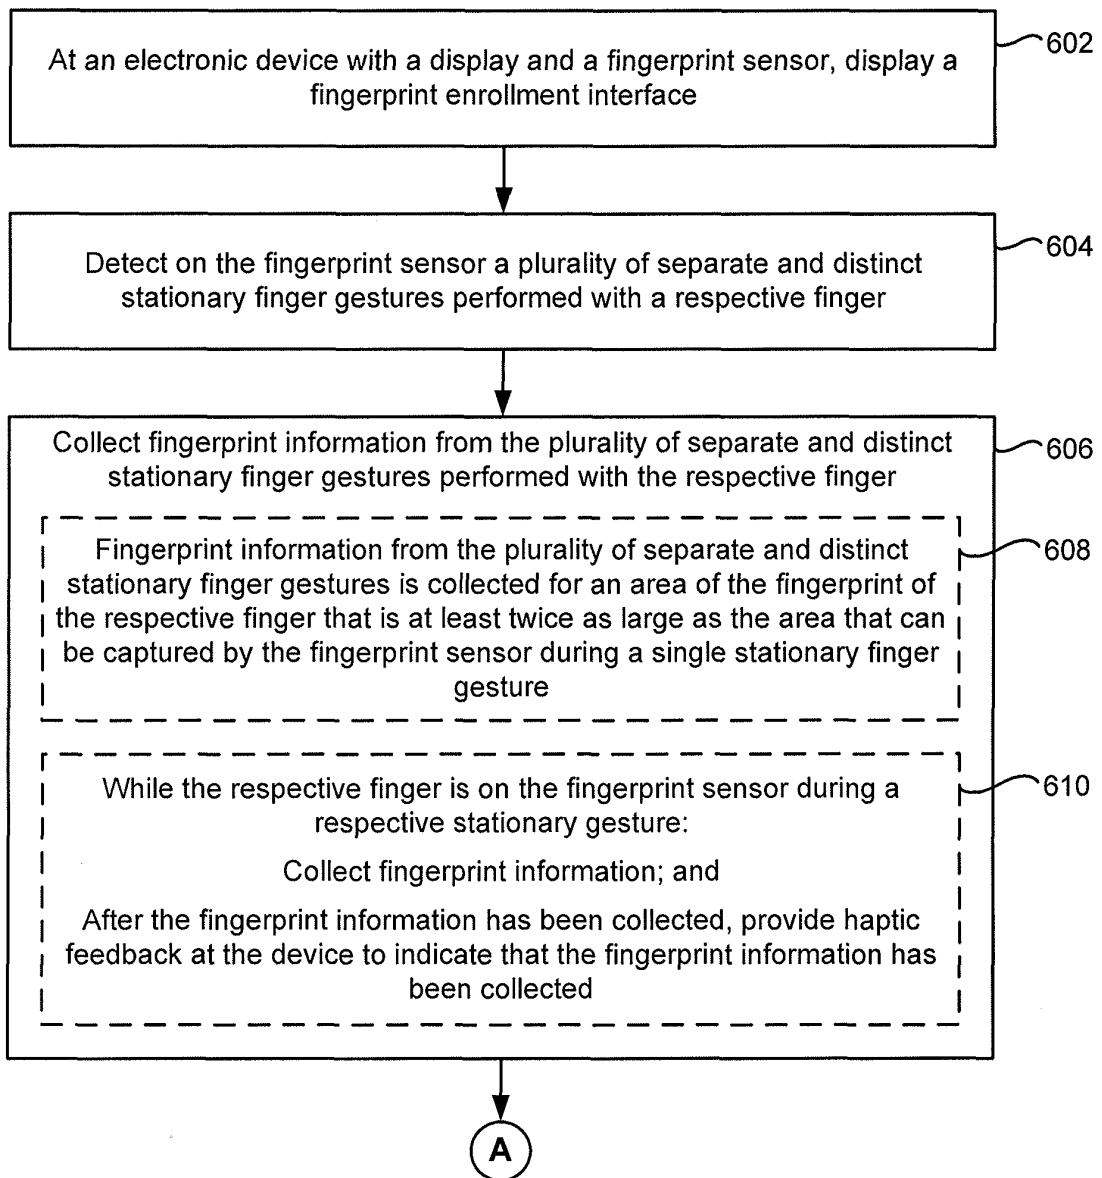 At an electronic device with a display and a fingerprint sensor, display a
fingerprint enrollment interface
602
Detect on the fingerprint sensor a plurality of separate and distinct
stationary finger gestures performed with a respective finger
604
Collect fingerprint information from the plurality of separate and distinct
stationary finger gestures performed with the respective finger
606
Fingerprint information from the plurality of separate and distinct
stationary finger gestures is collected for an area of the fingerprint of
the respective finger that is at least twice as large as the area that can
be captured by the fingerprint sensor during a single stationary finger
gesture
608
While the respective finger is on the fingerprint sensor during a
respective stationary gesture:
Collect fingerprint information; and
After the fingerprint information has been collected, provide haptic
feedback at the device to indicate that the fingerprint information has
been collected
610
A